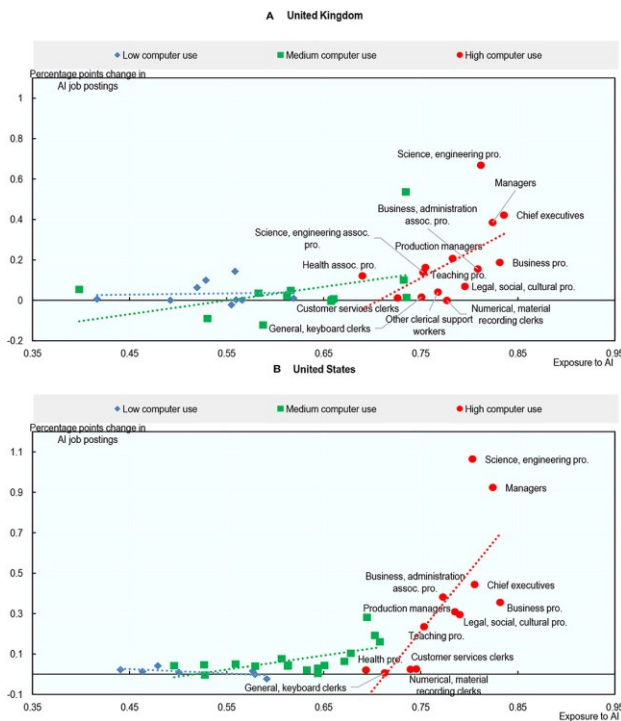 A United Kingdom
Low computer use Medium computer use High computer use
Percentage points change in
AI job postings
1
0.8
0.6
0.4
0.2
0
-0.2
Science, engineering pro.
Managers
Business, administration
assoc. pro.
Chief executives
Science, engineering assoc.
pro.
Production managers
Health assoc. pro.
Teaching pro.
Business pro.
Legal, social, cultural pro.
Customer services clerks
General, keyboard clerks
Other clerical support
workers
Numerical, material
recording clerks
0.35 0.45 0.55 0.65 0.75 0.85 0.95
Exposure to AI
B United States
Low computer use Medium computer use High computer use
Percentage points change in
AI job postings
1.1
0.9
0.7
0.5
0.3
0.1
-0.1
Science, engineering pro.
Managers
Business, administration
assoc. pro.
Chief executives
Production managers
Business pro.
Legal, social, cultural pro.
Teaching pro.
Health pro.
Customer services clerks
General, keyboard clerks
Numerical, material
recording clerks
0.35 0.45 0.55 0.65 0.75 0.85 0.95
Exposure to AI